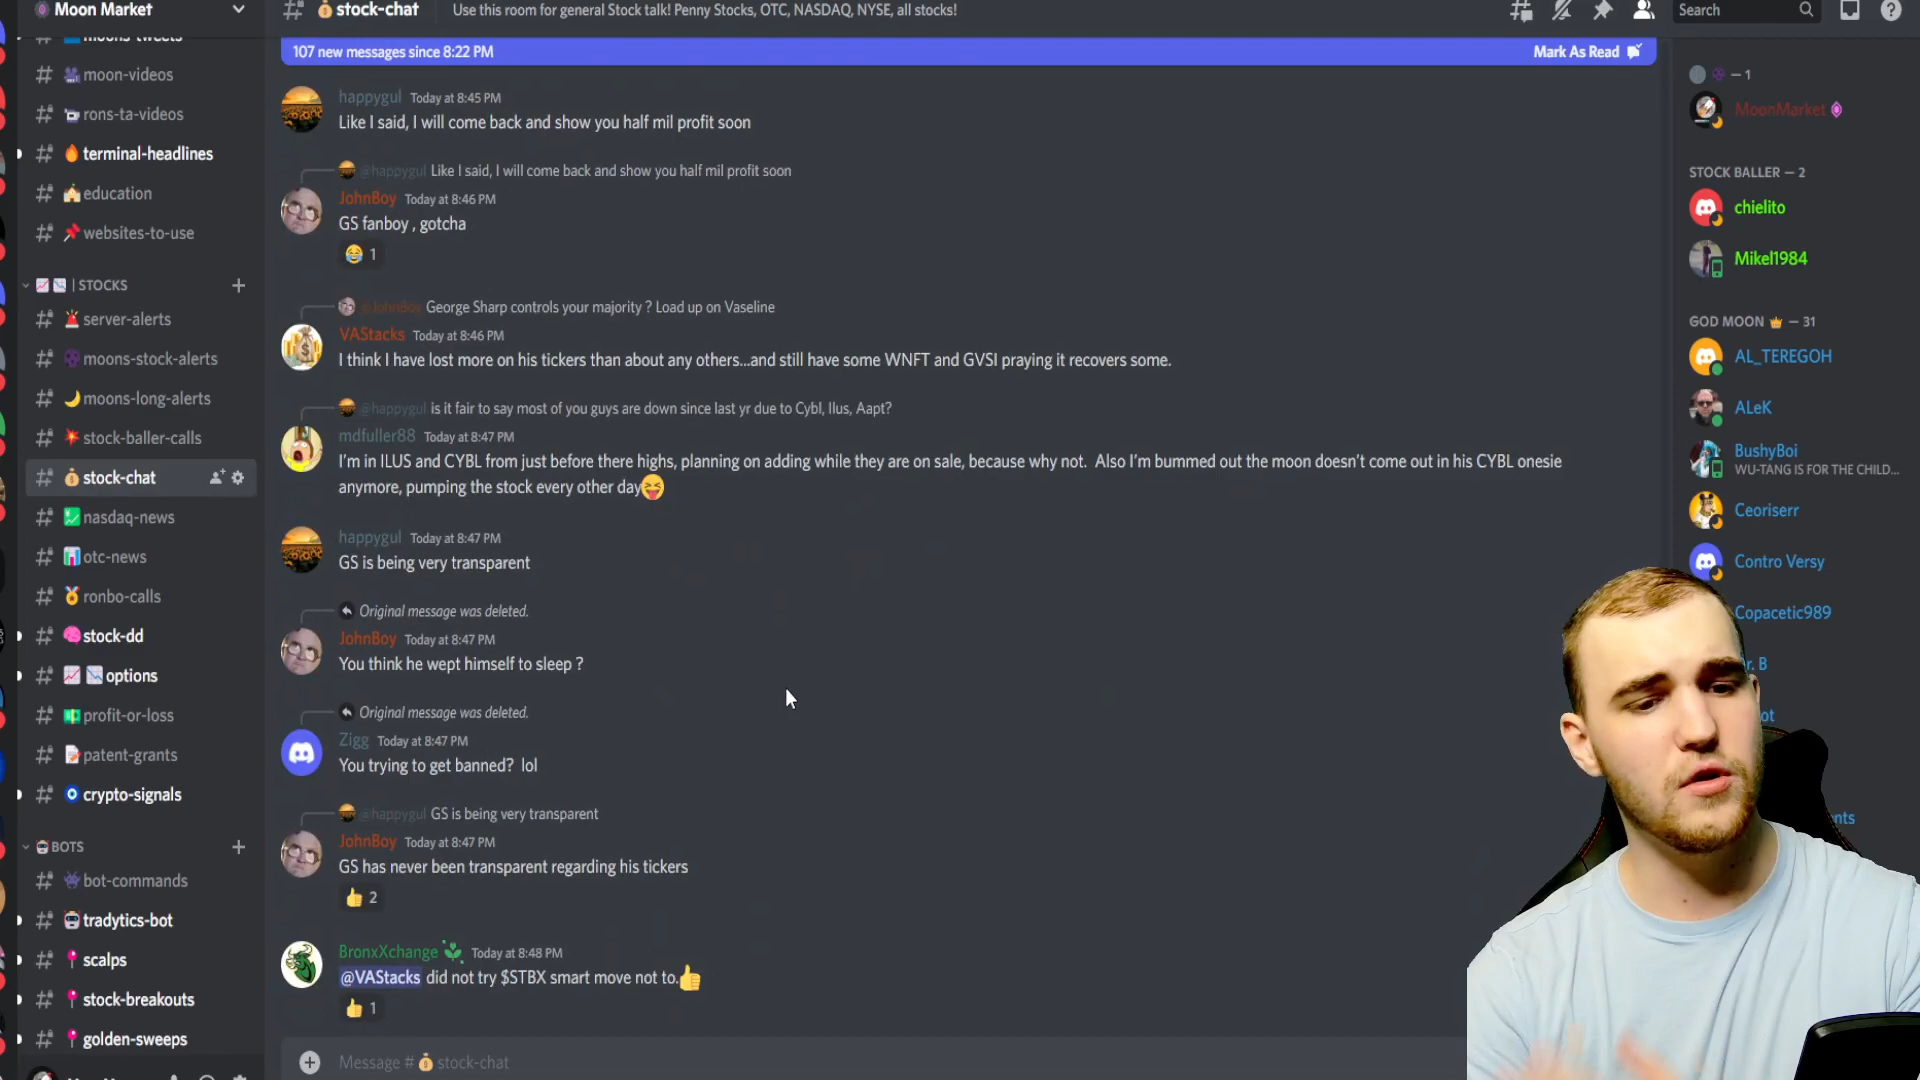 Moon Market
stock-chat
Use this room for general Stock talk! Penny Stocks, OTC, NASDAQ, NYSE, all stocks!
Search
107 new messages since 8:22 PM
Mark As Read
moons-tweets
moon-videos
rons-ta-videos
terminal-headlines
education
websites-to-use
| STOCKS
server-alerts
moons-stock-alerts
moons-long-alerts
stock-baller-calls
stock-chat
nasdaq-news
otc-news
ronbo-calls
stock-dd
options
profit-or-loss
patent-grants
crypto-signals
BOTS
bot-commands
tradytics-bot
scalps
stock-breakouts
golden-sweeps
happygul Today at 8:45 PM
Like I said, I will come back and show you half mil profit soon
@happygul Like I said, I will come back and show you half mil profit soon
JohnBoy Today at 8:46 PM
GS fanboy , gotcha
1
@JohnBoy George Sharp controls your majority ? Load up on Vaseline
VAStacks Today at 8:46 PM
I think I have lost more on his tickers than about any others...and still have some WNFT and GVSI praying it recovers some.
@happygul is it fair to say most of you guys are down since last yr due to Cybl, Ilus, Aapt?
mdfuller88 Today at 8:47 PM
I'm in ILUS and CYBL from just before there highs, planning on adding while they are on sale, because why not. Also I'm bummed out the moon doesn't come out in his CYBL onesie
anymore, pumping the stock every other day
happygul Today at 8:47 PM
GS is being very transparent
Original message was deleted.
JohnBoy Today at 8:47 PM
You think he wept himself to sleep ?
Original message was deleted.
Zigg Today at 8:47 PM
You trying to get banned? lol
@happygul GS is being very transparent
JohnBoy Today at 8:47 PM
GS has never been transparent regarding his tickers
2
BronxXchange Today at 8:48 PM
@VAStacks did not try $STBX smart move not to.
1
Message # stock-chat
— 1
MoonMarket
STOCK BALLER — 2
chielito
Mikel1984
GOD MOON — 31
AL_TEREGOH
ALeK
BushyBoi
WU-TANG IS FOR THE CHILD...
Ceoriserr
Contro Versy
Copacetic989
r. B
ot
nts